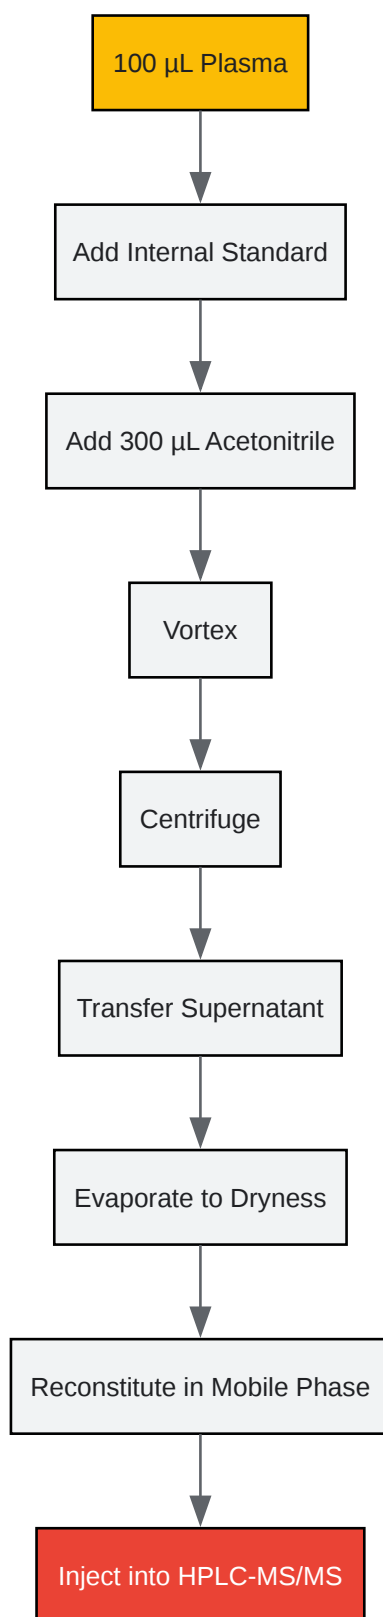 100 µL Plasma
Add Internal Standard
Add 300 µL Acetonitrile
Vortex
Centrifuge
Transfer Supernatant
Evaporate to Dryness
Reconstitute in Mobile Phase
Inject into HPLC-MS/MS